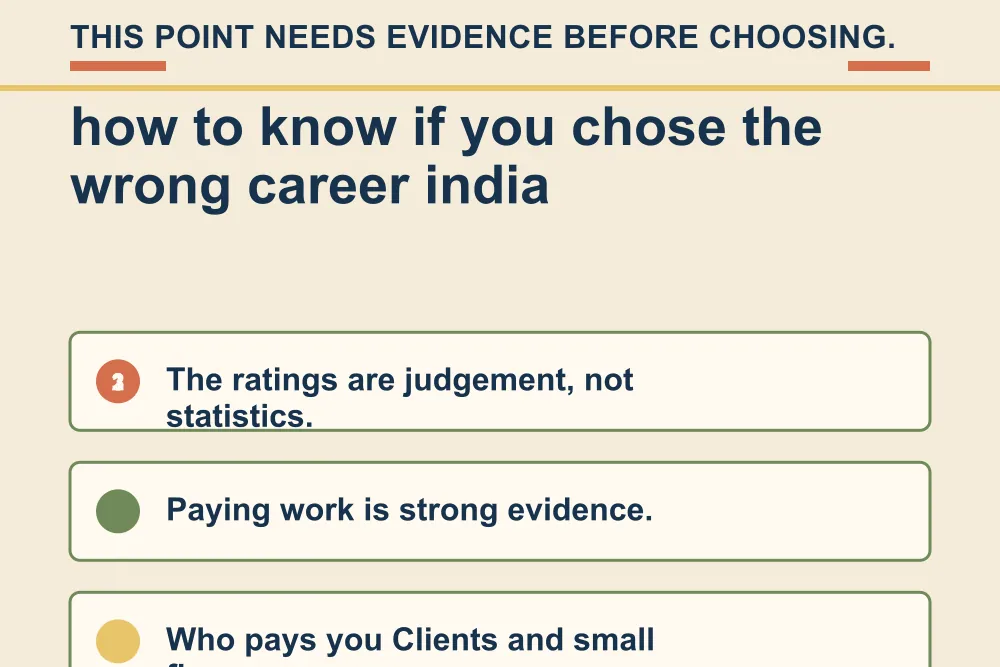 THIS POINT NEEDS EVIDENCE BEFORE CHOOSING.
how to know if you chose the
wrong career india
The ratings are judgement, not
statistics.
Paying work is strong evidence.
Who pays you Clients and small